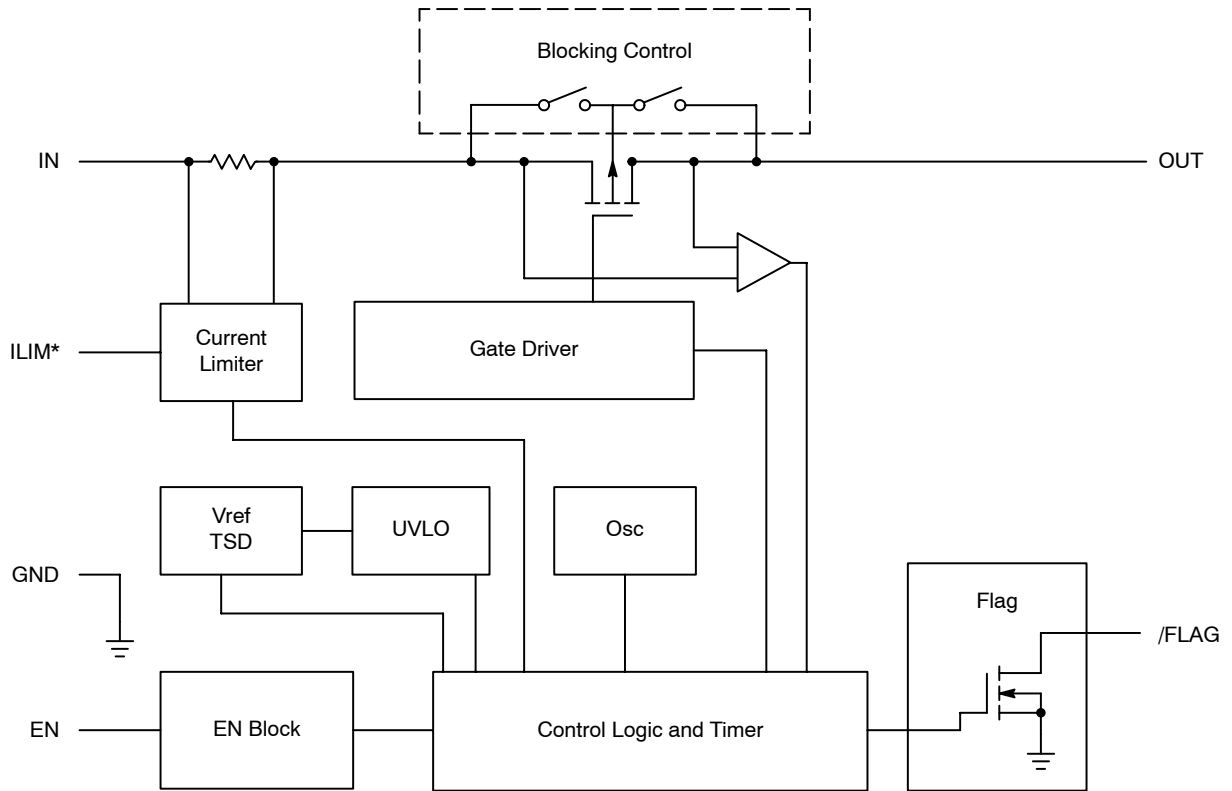 Blocking Control
IN
OUT
Current
Limiter
ILIM*
Gate Driver
Vref
TSD
UVLO
Osc
GND
Flag
/FLAG
EN
EN Block
Control Logic and Timer